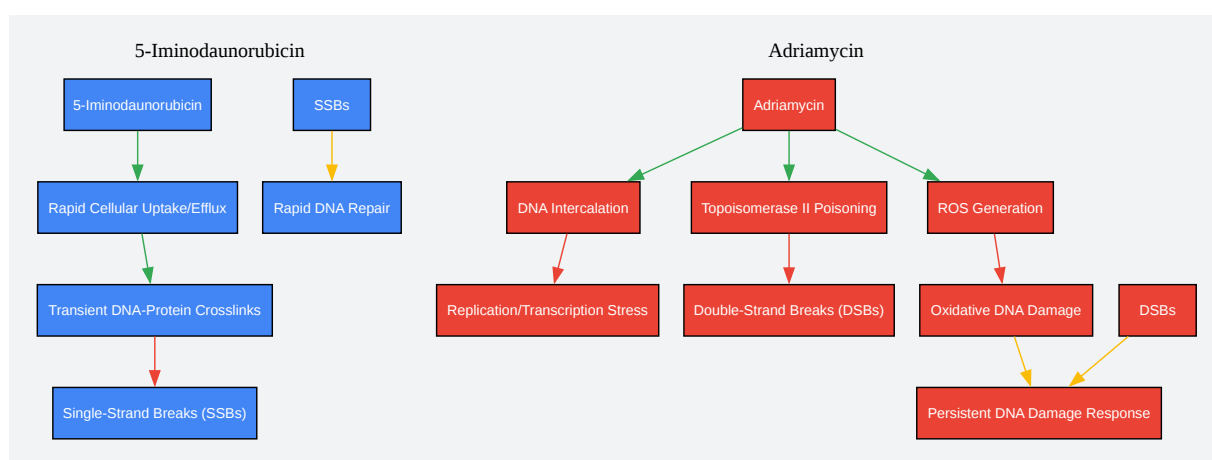 5-Iminodaunorubicin
Adriamycin
5-Iminodaunorubicin
SSBs
Adriamycin
Rapid Cellular Uptake/Efflux
Rapid DNA Repair
DNA Intercalation
Topoisomerase II Poisoning
ROS Generation
Transient DNA-Protein Crosslinks
Replication/Transcription Stress
Double-Strand Breaks (DSBs)
Oxidative DNA Damage
DSBs
Single-Strand Breaks (SSBs)
Persistent DNA Damage Response